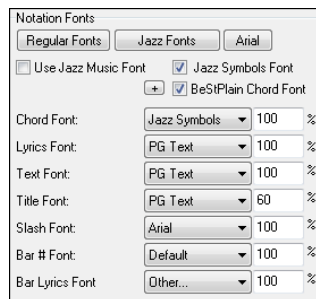 Notation Fonts
Regular Fonts Jazz Fonts Arial
Use Jazz Music Font Jazz Symbols Font
+ BeStPlain Chord Font
Chord Font: Jazz Symbols 100 %
Lyrics Font: PG Text 100 %
Text Font: PG Text 100 %
Title Font: PG Text 60 %
Slash Font: Arial 100 %
Bar # Font: Default 100 %
Bar Lyrics Font Other... 100 %